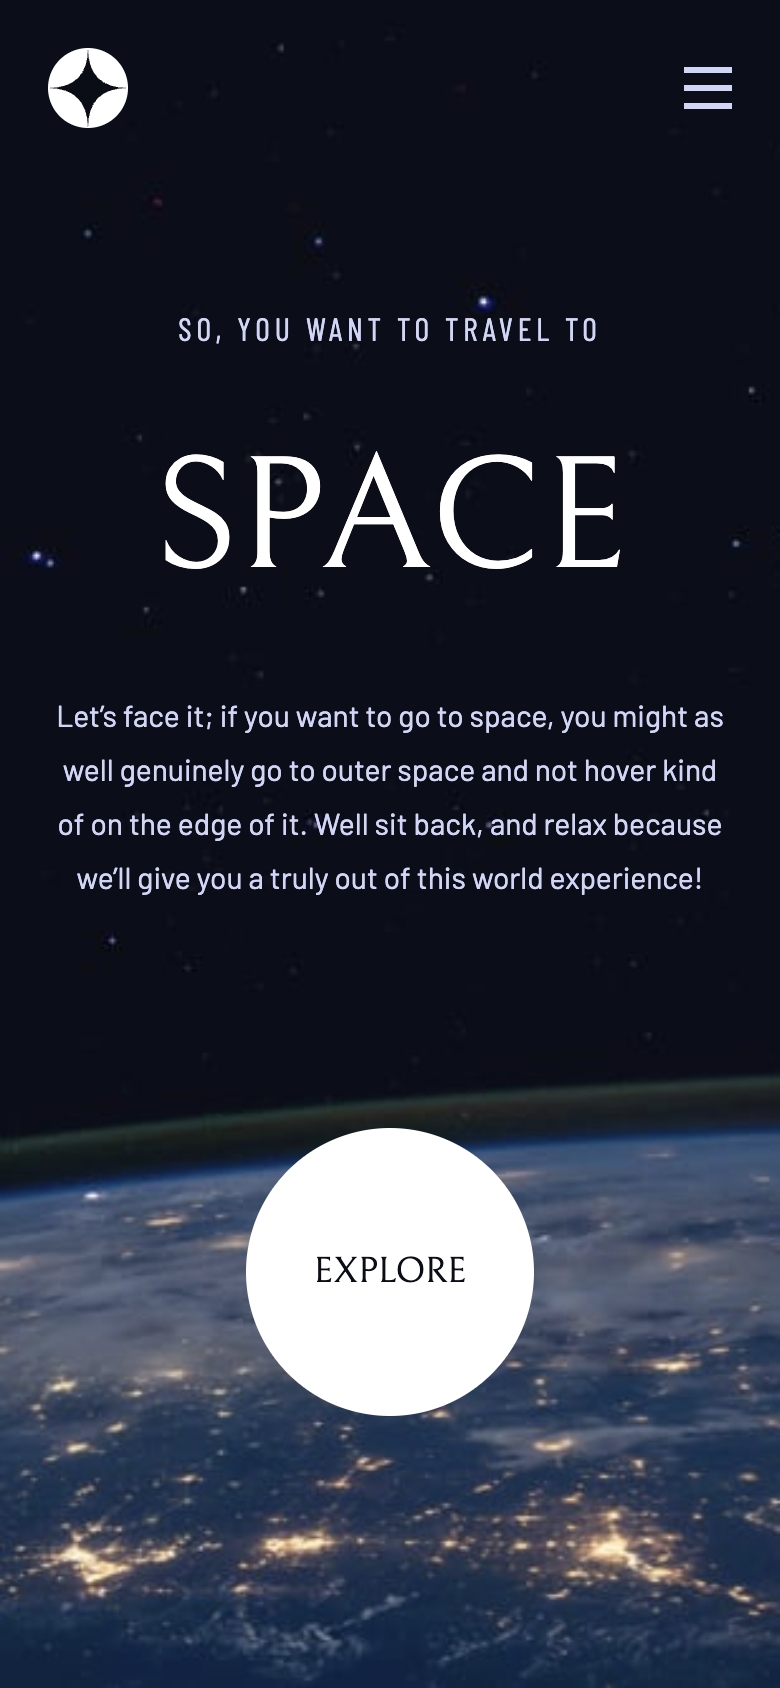 SO, YOU WANT TO TRAVEL TO
SPACE
Let’s face it; if you want to go to space, you might as
well genuinely go to outer space and not hover kind
of on the edge of it. Well sit back, and relax because
we’ll give you a truly out of this world experience!
EXPLORE